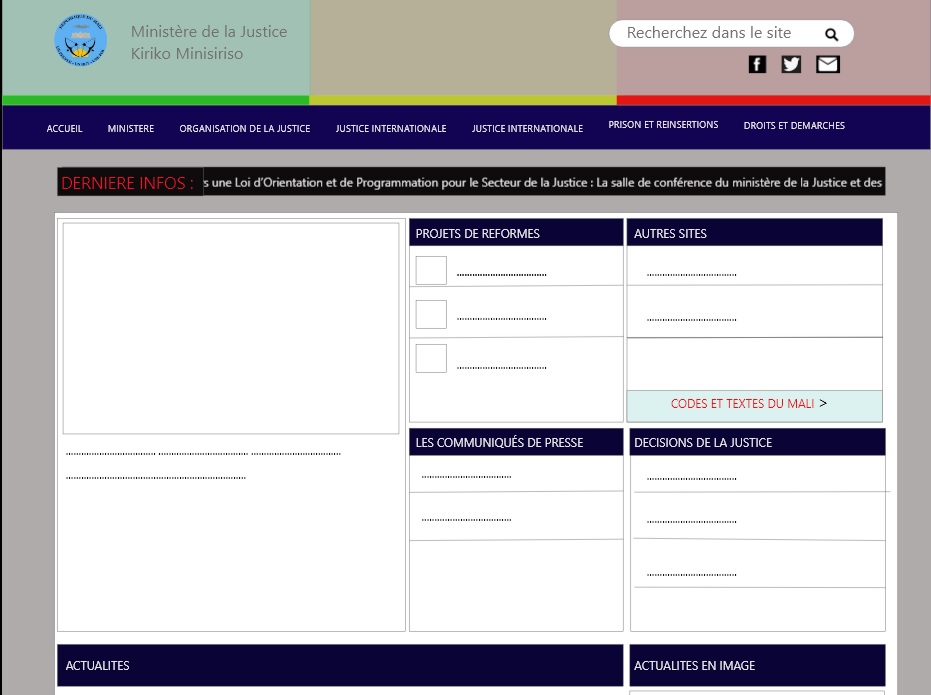 Ministère de la Justice
Kiriko Minisiriso
Recherchez dans le site
ACCUEIL MINISTERE ORGANISATION DE LA JUSTICE JUSTICE INTERNATIONALE JUSTICE INTERNATIONALE PRISON ET REINSERTIONS DROITS ET DEMARCHES
DERNIERE INFOS : s une Loi d'Orientation et de Programmation pour le Secteur de la Justice : La salle de conférence du ministère de la Justice et des
PROJETS DE REFORMES
AUTRES SITES
CODES ET TEXTES DU MALI >
LES COMMUNIQUÉS DE PRESSE
DECISIONS DE LA JUSTICE
ACTUALITES
ACTUALITES EN IMAGE